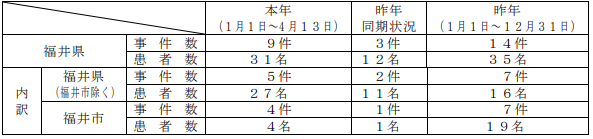 本年 昨年 昨年
（１月１日～４月１３日） 同期状況 （１月１日～１２月３１日）
福井県 事件数 ９件 ３件 １４件
患者数 ３１名 １２名 ３５名
内訳 福井県（福井市除く） 事件数 ５件 ２件 ７件
患者数 ２７名 １１名 １６名
福井市 事件数 ４件 １件 ７件
患者数 ４名 １名 １９名